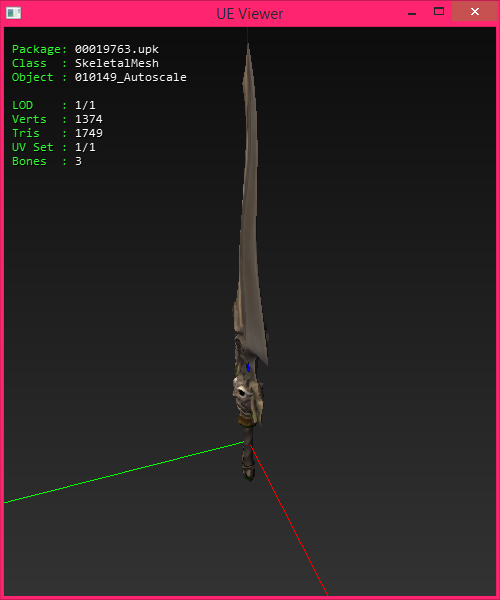 UE Viewer
Package: 00019763.upk
Class  : SkeletalMesh
Object : 010149_Autoscale
LOD    : 1/1
Verts  : 1374
Tris   : 1749
UV Set : 1/1
Bones  : 3